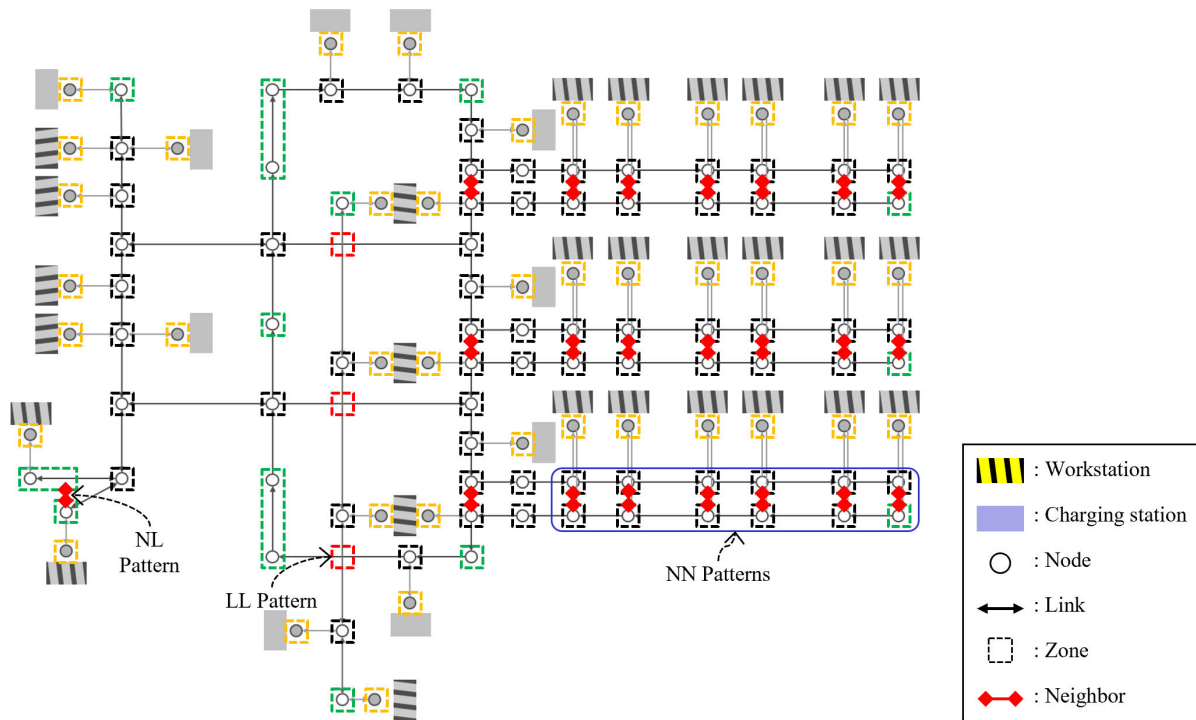 NL
Pattern
LL Pattern
NN Patterns
: Workstation
: Charging station
: Node
: Link
: Zone
: Neighbor